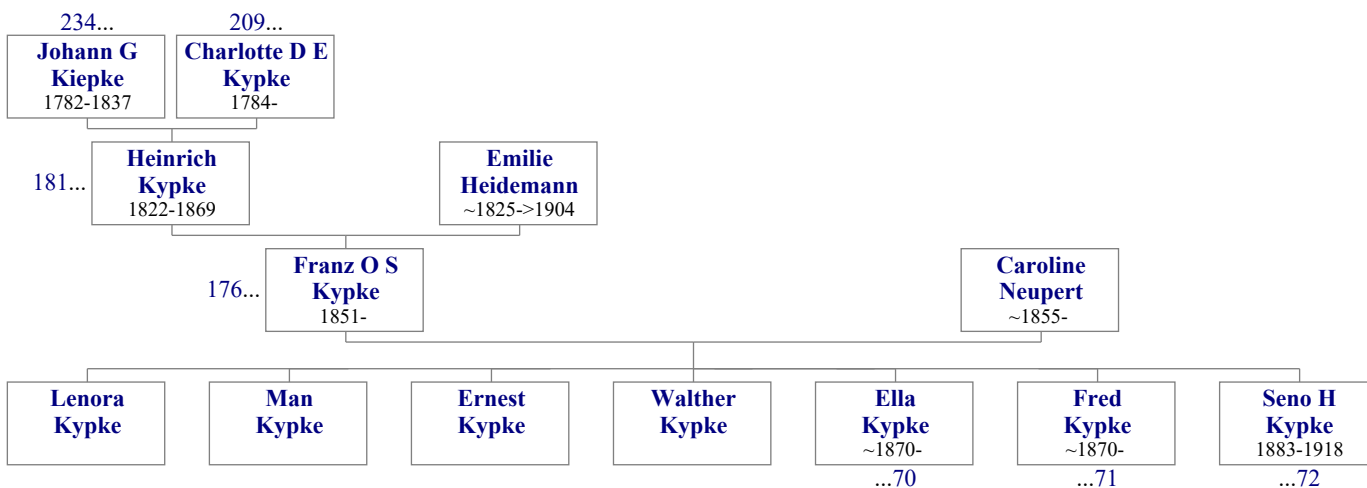 234... 209...
Johann G Charlotte D E
Kiepke Kypke
1782-1837 1784-
Heinrich Emilie
181... Kypke Heidemann
1822-1869 ~1825->1904
Franz O S Caroline
176... Kypke Neupert
1851- ~1855-
Lenora Man Ernest Walther Ella Fred Seno H
Kypke Kypke Kypke Kypke Kypke Kypke Kypke
~1870- ~1870- 1883-1918
...70 ...71 ...72